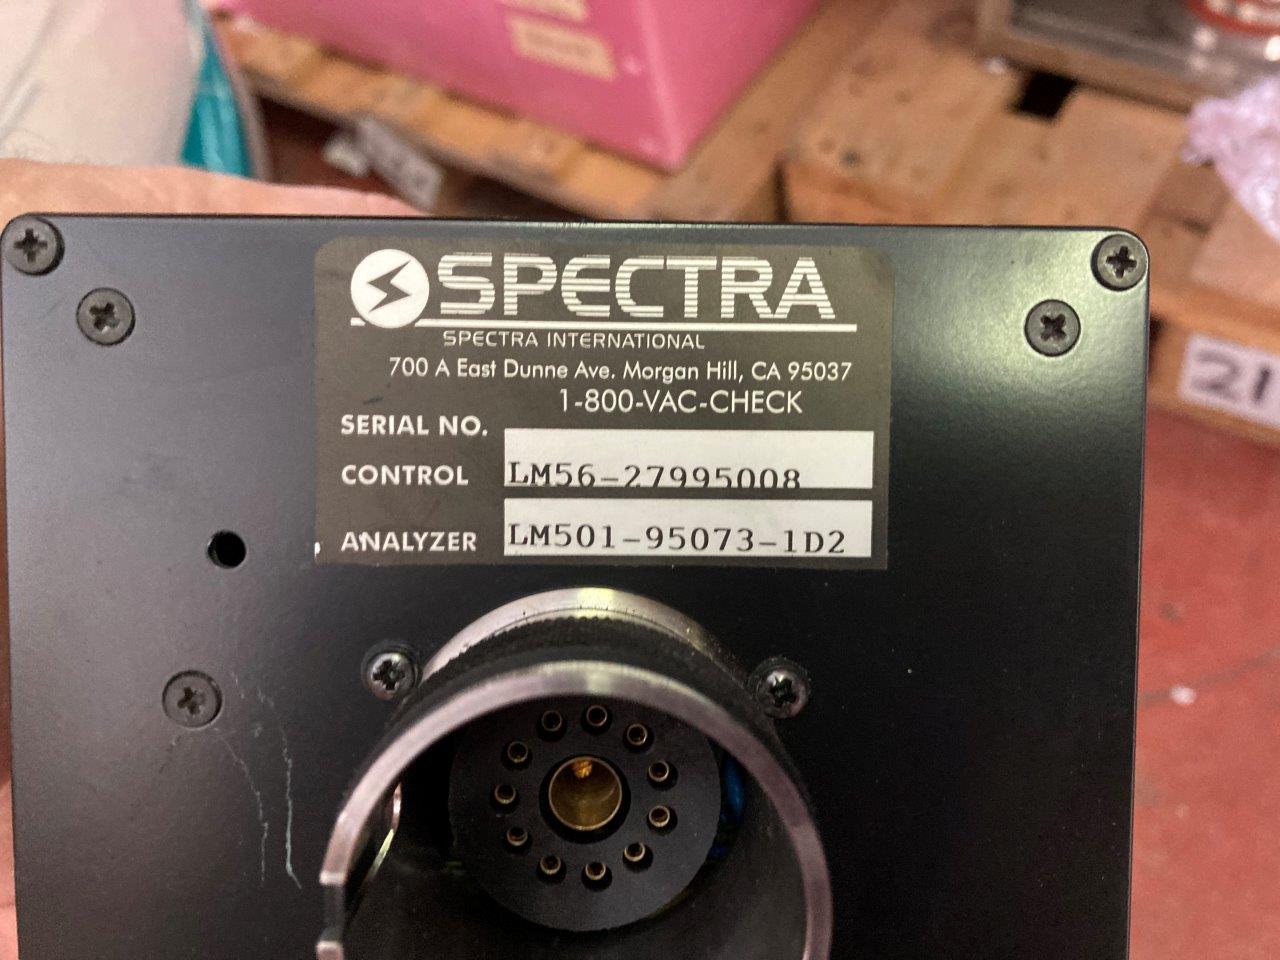 SPECTRA
SPECTRA INTERNATIONAL
700 A East Dunne Ave. Morgan Hill, CA 95037
1-800-VAC-CHECK
SERIAL NO.
CONTROL LM56-27995008
ANALYZER LM501-95073-1D2
21